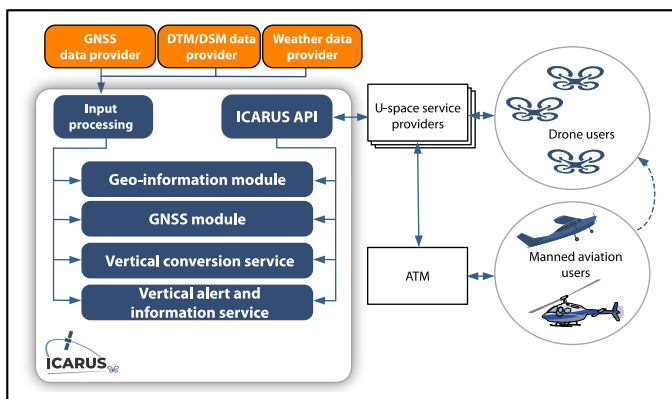 GNSS
data provider
DTM/DSM data
provider
Weather data
provider
Input
processing
ICARUS API
U-space service
providers
Drone users
Geo-information module
GNSS module
Vertical conversion service
Vertical alert and
information service
ATM
Manned aviation
users
ICARUS